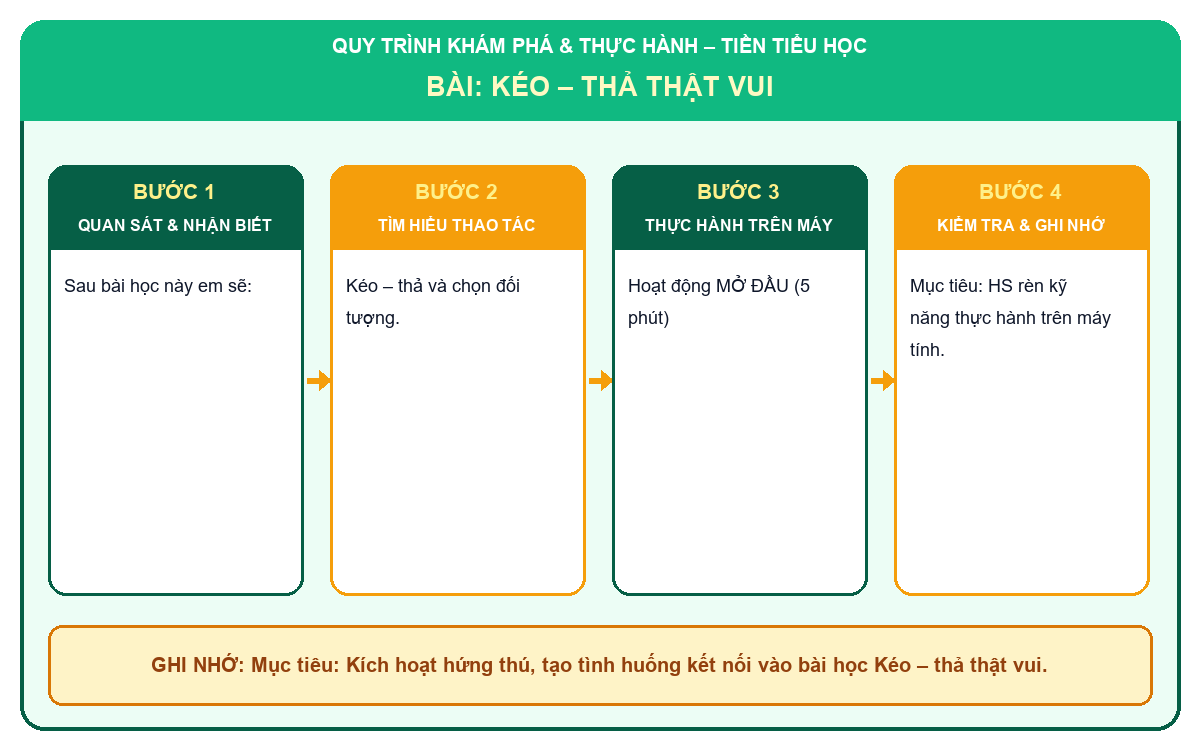 QUY TRÌNH KHÁM PHÁ & THỰC HÀNH – TIỀN TIỂU HỌC
BÀI: KÉO – THẢ THẬT VUI
BƯỚC 1
QUAN SÁT & NHẬN BIẾT
Sau bài học này em sẽ:
BƯỚC 2
TÌM HIỂU THAO TÁC
Kéo – thả và chọn đối
tượng.
BƯỚC 3
THỰC HÀNH TRÊN MÁY
Hoạt động MỞ ĐẦU (5
phút)
BƯỚC 4
KIỂM TRA & GHI NHỚ
Mục tiêu: HS rèn kỹ
năng thực hành trên máy
tính.
GHI NHỚ: Mục tiêu: Kích hoạt hứng thú, tạo tình huống kết nối vào bài học Kéo – thả thật vui.